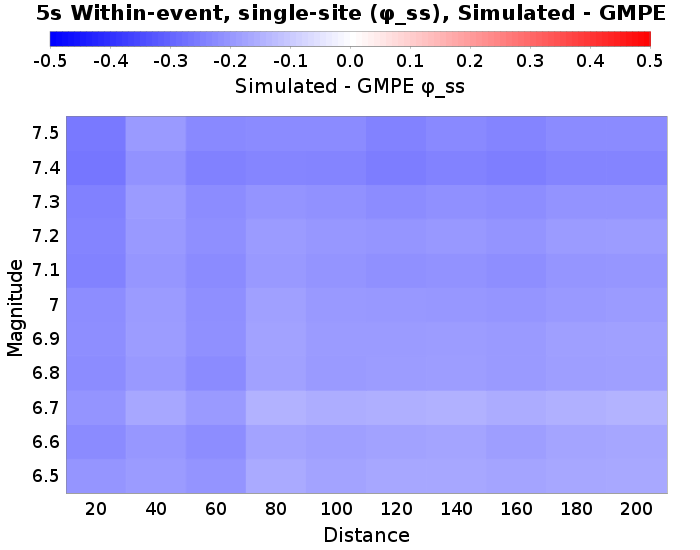 5s Within-event, single-site (φ_ss), Simulated - GMPE
-0.5 -0.4 -0.3 -0.2 -0.1 0.0 0.1 0.2 0.3 0.4 0.5
Simulated - GMPE φ_ss
7.5
7.4
7.3
7.2
7.1
7
6.9
6.8
6.7
6.6
6.5
Magnitude
20 40 60 80 100 120 140 160 180 200
Distance